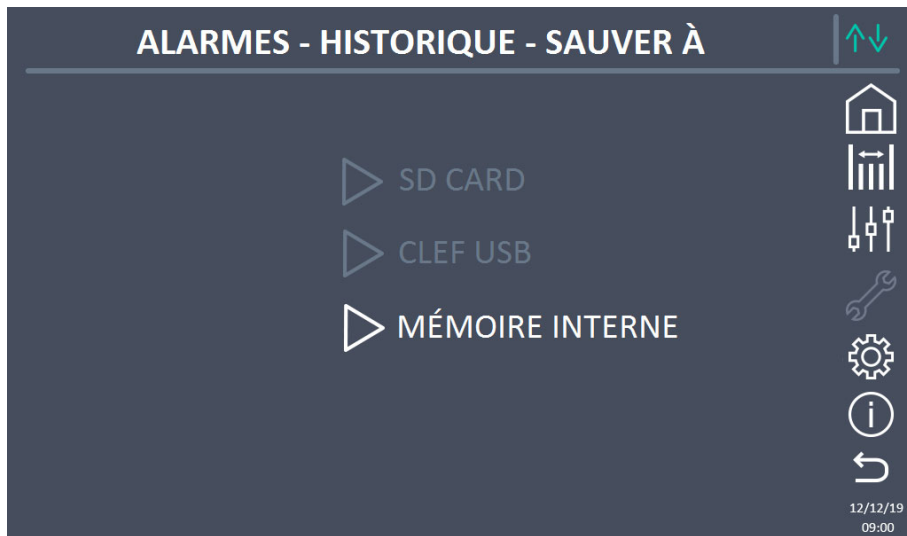 ALARMES - HISTORIQUE - SAUVER À
SD CARD
CLEF USB
MÉMOIRE INTERNE
12/12/19
09:00